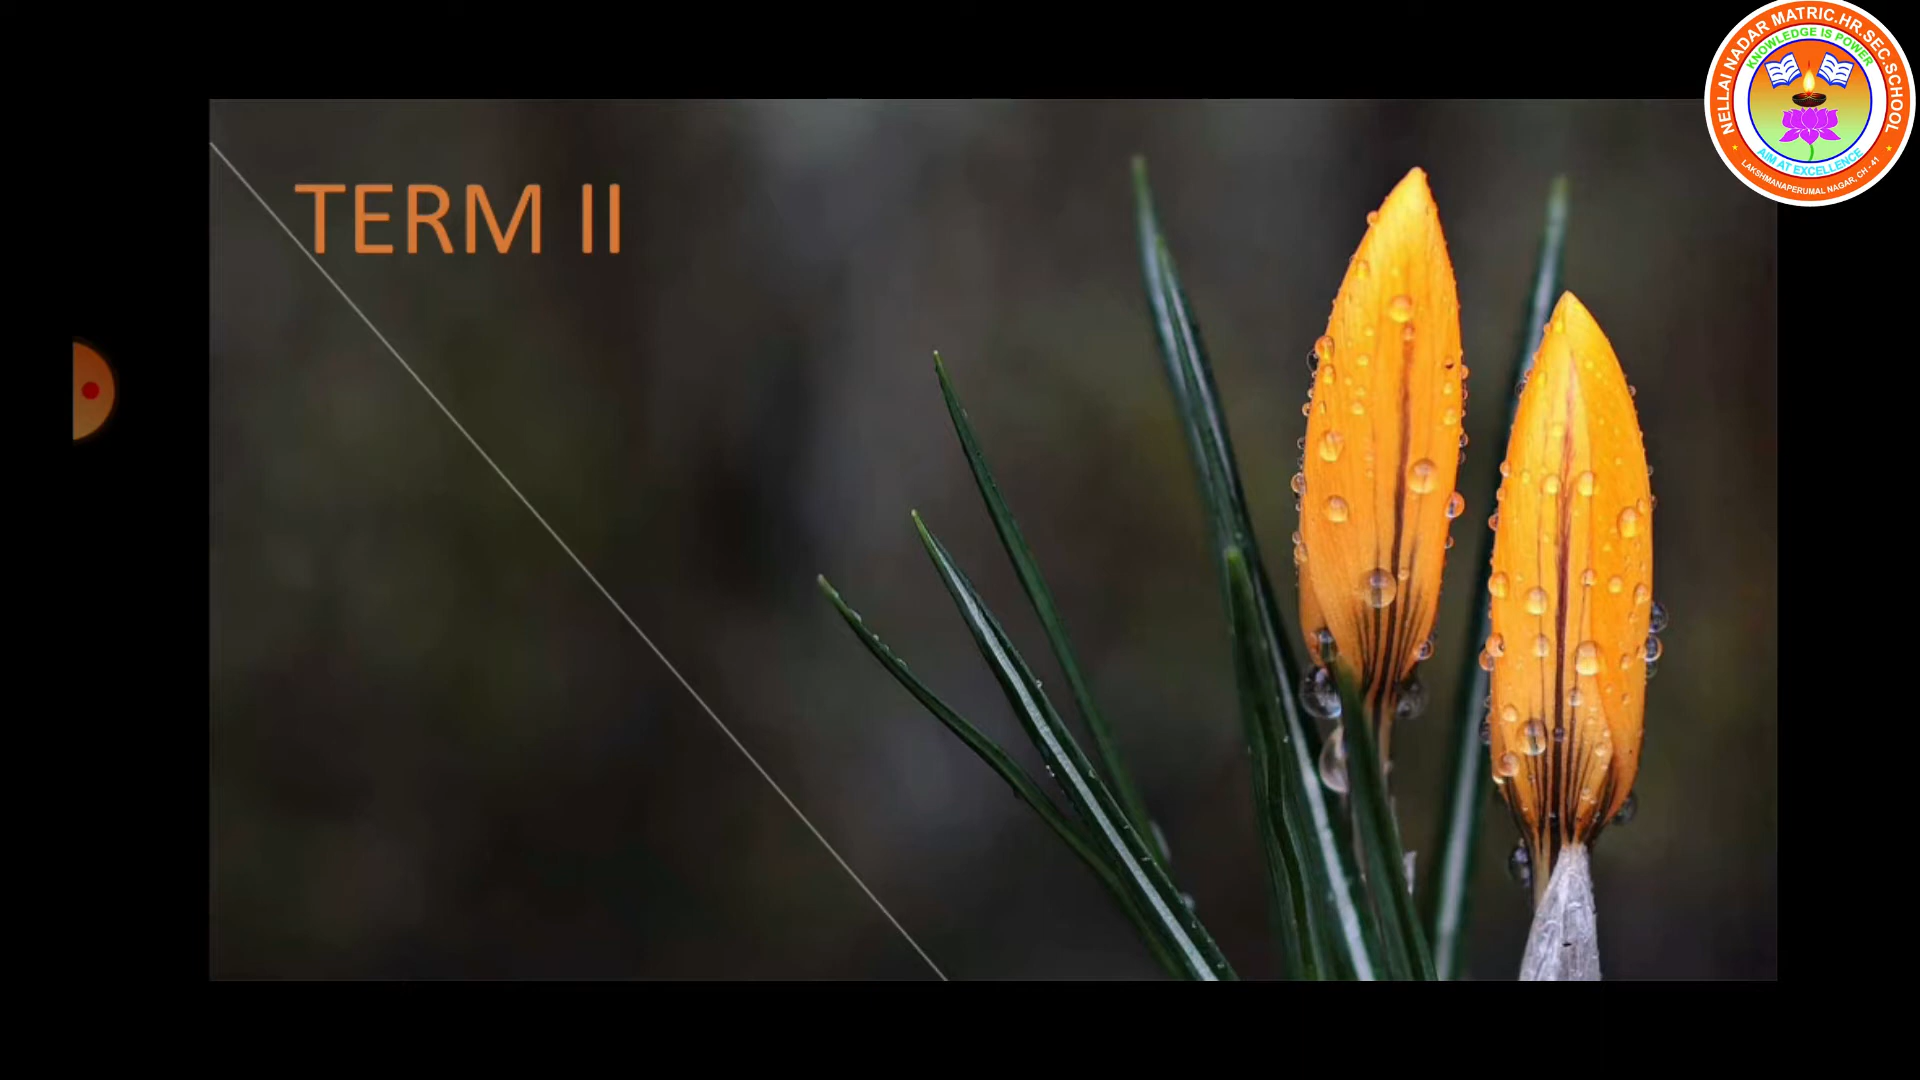 TERM II
NELLAI NADAR MATRIC.HR.SEC.SCHOOL
KNOWLEDGE IS POWER
AIM AT EXCELLENCE
LAKSHMANAPERUMAL NAGAR, CH - 41